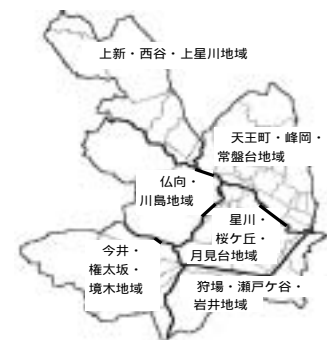 上新・西谷・上星川地域
天王町・峰岡・
常盤台地域
仏向・
川島地域
星川・
桜ケ丘・
月見台地域
今井・
権太坂・
境木地域
狩場・瀬戸ケ谷・
岩井地域